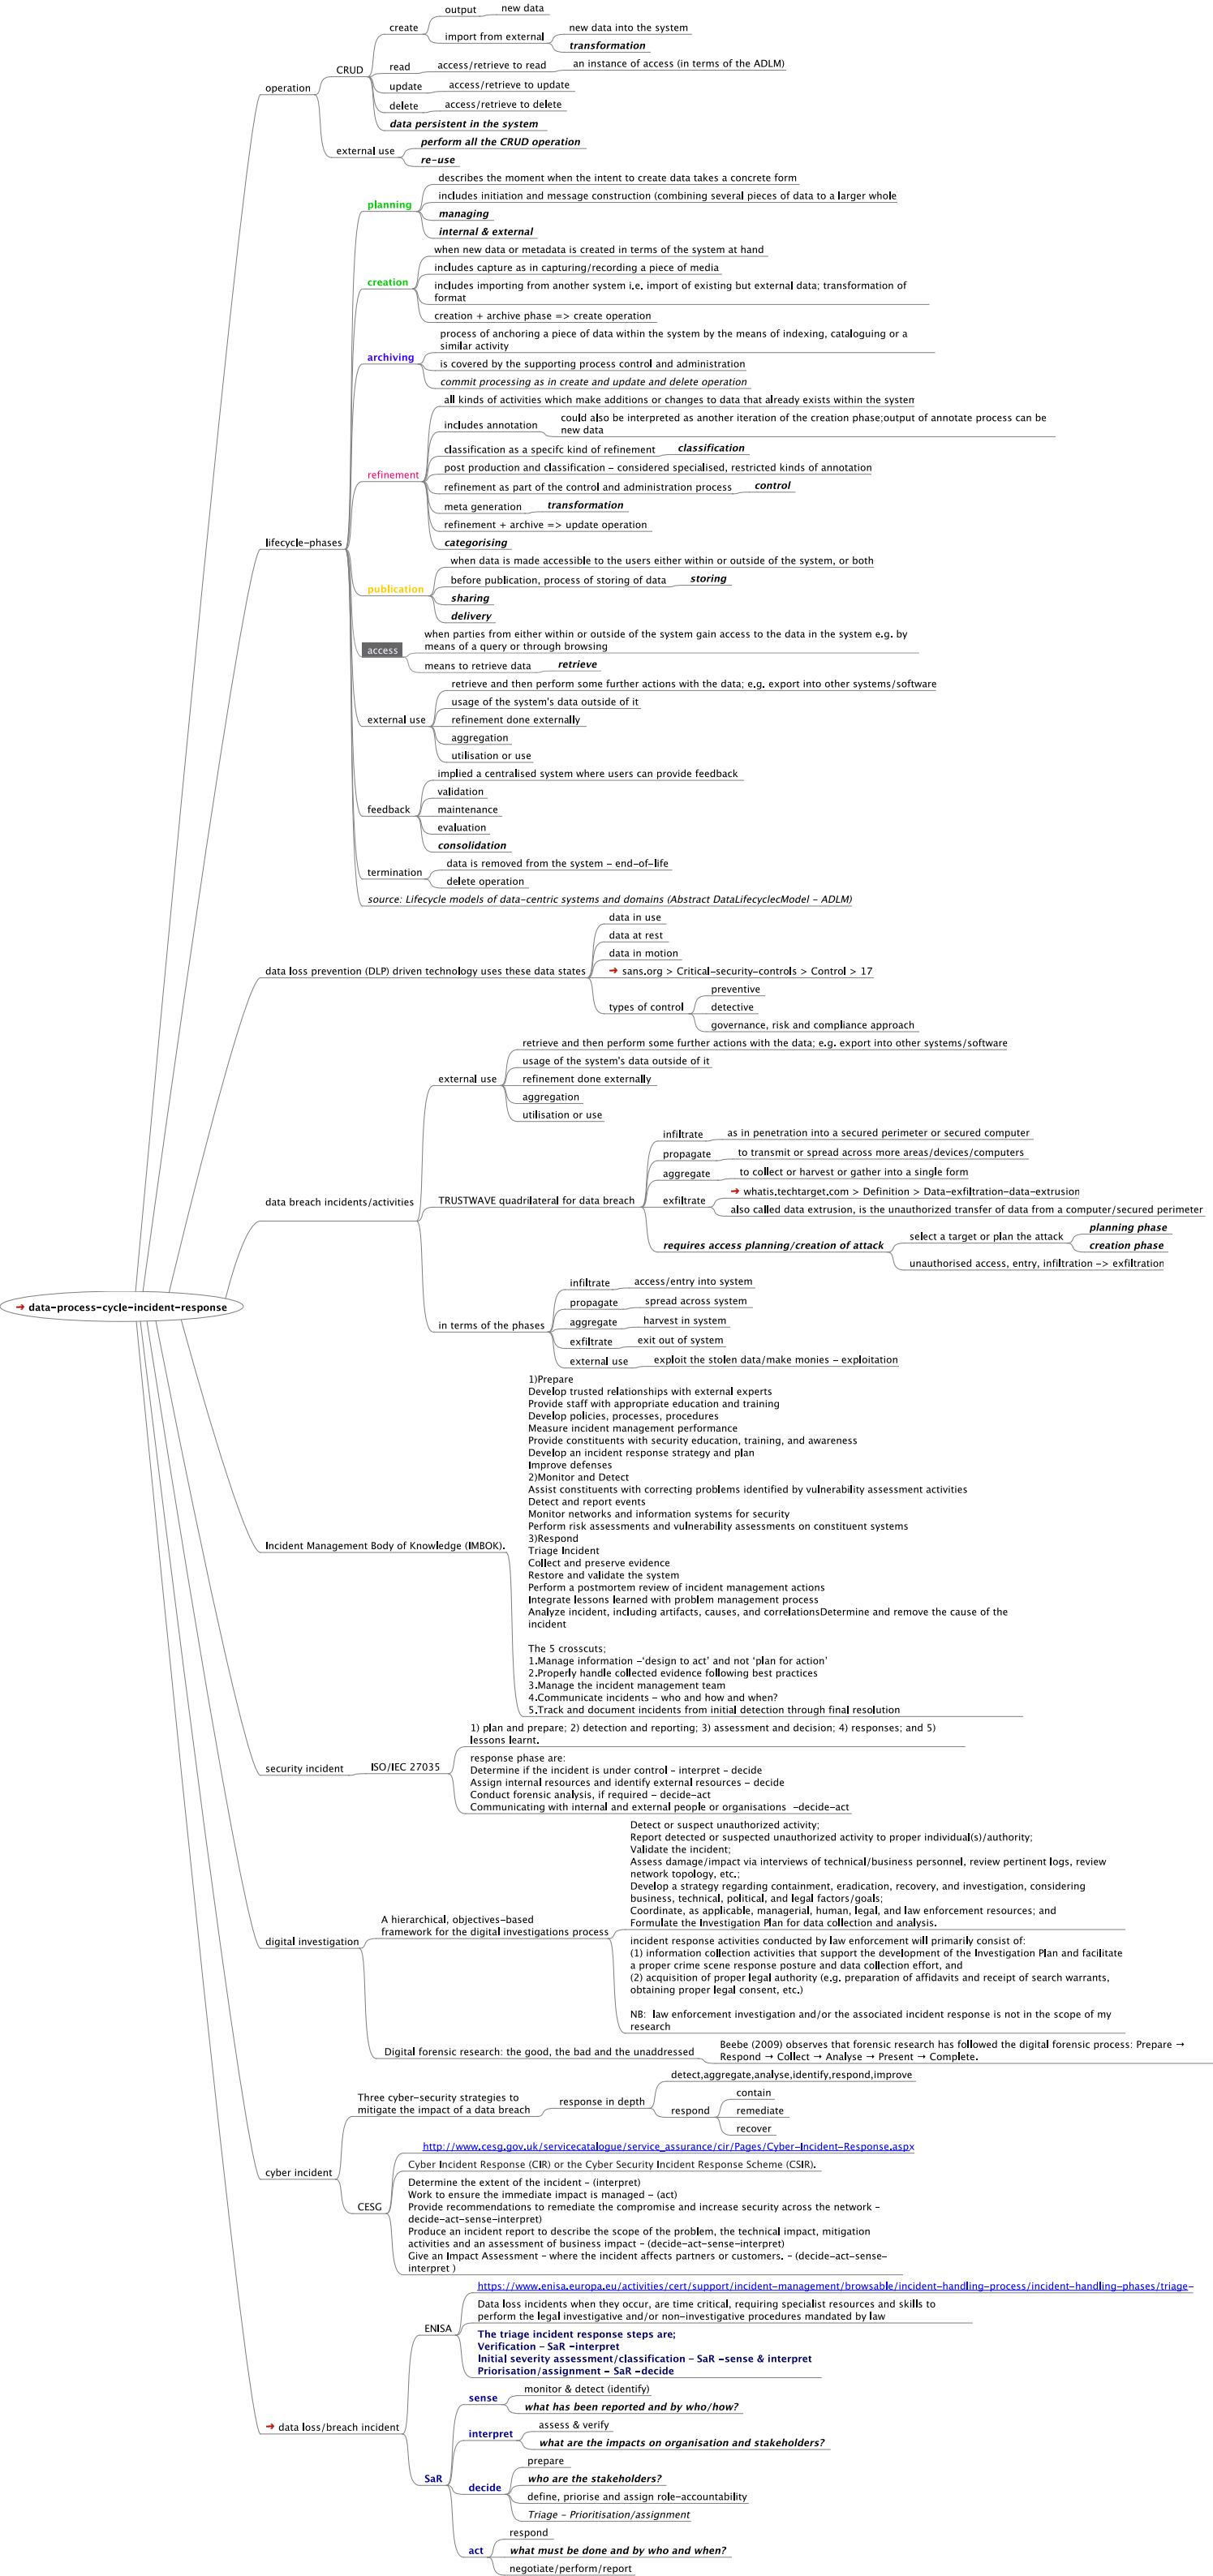 output
new data
create
import from external
new data into the system
transformation
CRUD
read
access/retrieve to read
an instance of access (in terms of the ADLM)
operation
update
access/retrieve to update
delete
access/retrieve to delete
data persistent in the system
external use
perform all the CRUD operation
re-use
planning
describes the moment when the intent to create data takes a concrete form
includes initiation and message construction (combining several pieces of data to a larger whole
managing
internal & external
creation
when new data or metadata is created in terms of the system at hand
includes capture as in capturing/recording a piece of media
includes importing from another system i.e. import of existing but external data; transformation of
format
creation + archive phase => create operation
archiving
process of anchoring a piece of data within the system by the means of indexing, cataloguing or a
similar activity
is covered by the supporting process control and administration
commit processing as in create and update and delete operation
lifecycle-phases
refinement
all kinds of activities which make additions or changes to data that already exists within the system
includes annotation
could also be interpreted as another iteration of the creation phase;output of annotate process can be
new data
classification as a specifc kind of refinement
classification
post production and classification - considered specialised, restricted kinds of annotation
refinement as part of the control and administration process
control
meta generation
transformation
refinement + archive => update operation
categorising
publication
when data is made accessible to the users either within or outside of the system, or both
before publication, process of storing of data
storing
sharing
delivery
access
when parties from either within or outside of the system gain access to the data in the system e.g. by
means of a query or through browsing
means to retrieve data
retrieve
external use
retrieve and then perform some further actions with the data; e.g. export into other systems/software
usage of the system's data outside of it
refinement done externally
aggregation
utilisation or use
feedback
implied a centralised system where users can provide feedback
validation
maintenance
evaluation
consolidation
termination
data is removed from the system - end-of-life
delete operation
source: Lifecycle models of data-centric systems and domains (Abstract DataLifecyclecModel - ADLM)
data loss prevention (DLP) driven technology uses these data states
data in use
data at rest
data in motion
→ sans.org > Critical-security-controls > Control > 17
types of control
preventive
detective
governance, risk and compliance approach
data breach incidents/activities
external use
retrieve and then perform some further actions with the data; e.g. export into other systems/software
usage of the system's data outside of it
refinement done externally
aggregation
utilisation or use
TRUSTWAVE quadrilateral for data breach
infiltrate
as in penetration into a secured perimeter or secured computer
propagate
to transmit or spread across more areas/devices/computers
aggregate
to collect or harvest or gather into a single form
exfiltrate
→ whatis.techtarget.com > Definition > Data-exfiltration-data-extrusion
also called data extrusion, is the unauthorized transfer of data from a computer/secured perimeter
requires access planning/creation of attack
select a target or plan the attack
planning phase
creation phase
unauthorised access, entry, infiltration -> exfiltration
in terms of the phases
infiltrate
access/entry into system
propagate
spread across system
aggregate
harvest in system
exfiltrate
exit out of system
external use
exploit the stolen data/make monies - exploitation
→ data-process-cycle-incident-response
Incident Management Body of Knowledge (IMBOK).
1)Prepare
Develop trusted relationships with external experts
Provide staff with appropriate education and training
Develop policies, processes, procedures
Measure incident management performance
Provide constituents with security education, training, and awareness
Develop an incident response strategy and plan
Improve defenses
2)Monitor and Detect
Assist constituents with correcting problems identified by vulnerability assessment activities
Detect and report events
Monitor networks and information systems for security
Perform risk assessments and vulnerability assessments on constituent systems
3)Respond
Triage Incident
Collect and preserve evidence
Restore and validate the system
Perform a postmortem review of incident management actions
Integrate lessons learned with problem management process
Analyze incident, including artifacts, causes, and correlationsDetermine and remove the cause of the
incident
The 5 crosscuts;
1.Manage information -‘design to act’ and not ‘plan for action’
2.Properly handle collected evidence following best practices
3.Manage the incident management team
4.Communicate incidents - who and how and when?
5.Track and document incidents from initial detection through final resolution
security incident
ISO/IEC 27035
1) plan and prepare; 2) detection and reporting; 3) assessment and decision; 4) responses; and 5)
lessons learnt.
response phase are:
Determine if the incident is under control - interpret - decide
Assign internal resources and identify external resources - decide
Conduct forensic analysis, if required - decide-act
Communicating with internal and external people or organisations -decide-act
digital investigation
A hierarchical, objectives-based
framework for the digital investigations process
Detect or suspect unauthorized activity;
Report detected or suspected unauthorized activity to proper individual(s)/authority;
Validate the incident;
Assess damage/impact via interviews of technical/business personnel, review pertinent logs, review
network topology, etc.;
Develop a strategy regarding containment, eradication, recovery, and investigation, considering
business, technical, political, and legal factors/goals;
Coordinate, as applicable, managerial, human, legal, and law enforcement resources; and
Formulate the Investigation Plan for data collection and analysis.
incident response activities conducted by law enforcement will primarily consist of:
(1) information collection activities that support the development of the Investigation Plan and facilitate
a proper crime scene response posture and data collection effort, and
(2) acquisition of proper legal authority (e.g. preparation of affidavits and receipt of search warrants,
obtaining proper legal consent, etc.)
NB: law enforcement investigation and/or the associated incident response is not in the scope of my
research
Digital forensic research: the good, the bad and the unaddressed
Beebe (2009) observes that forensic research has followed the digital forensic process: Prepare →
Respond → Collect → Analyse → Present → Complete.
cyber incident
Three cyber-security strategies to
mitigate the impact of a data breach
response in depth
detect,aggregate,analyse,identify,respond,improve
respond
contain
remediate
recover
CESG
http://www.cesg.gov.uk/servicecatalogue/service_assurance/cir/Pages/Cyber-Incident-Response.aspx
Cyber Incident Response (CIR) or the Cyber Security Incident Response Scheme (CSIR).
Determine the extent of the incident - (interpret)
Work to ensure the immediate impact is managed - (act)
Provide recommendations to remediate the compromise and increase security across the network -
decide-act-sense-interpret)
Produce an incident report to describe the scope of the problem, the technical impact, mitigation
activities and an assessment of business impact - (decide-act-sense-interpret)
Give an Impact Assessment - where the incident affects partners or customers. - (decide-act-sense-
interpret )
→ data loss/breach incident
ENISA
https://www.enisa.europa.eu/activities/cert/support/incident-management/browsable/incident-handling-process/incident-handling-phases/triage-
Data loss incidents when they occur, are time critical, requiring specialist resources and skills to
perform the legal investigative and/or non-investigative procedures mandated by law
The triage incident response steps are;
Verification - SaR -interpret
Initial severity assessment/classification - SaR -sense & interpret
Priorisation/assignment - SaR -decide
SaR
sense
monitor & detect (identify)
what has been reported and by who/how?
interpret
assess & verify
what are the impacts on organisation and stakeholders?
decide
prepare
who are the stakeholders?
define, priorise and assign role-accountability
Triage - Prioritisation/assignment
act
respond
what must be done and by who and when?
negotiate/perform/report